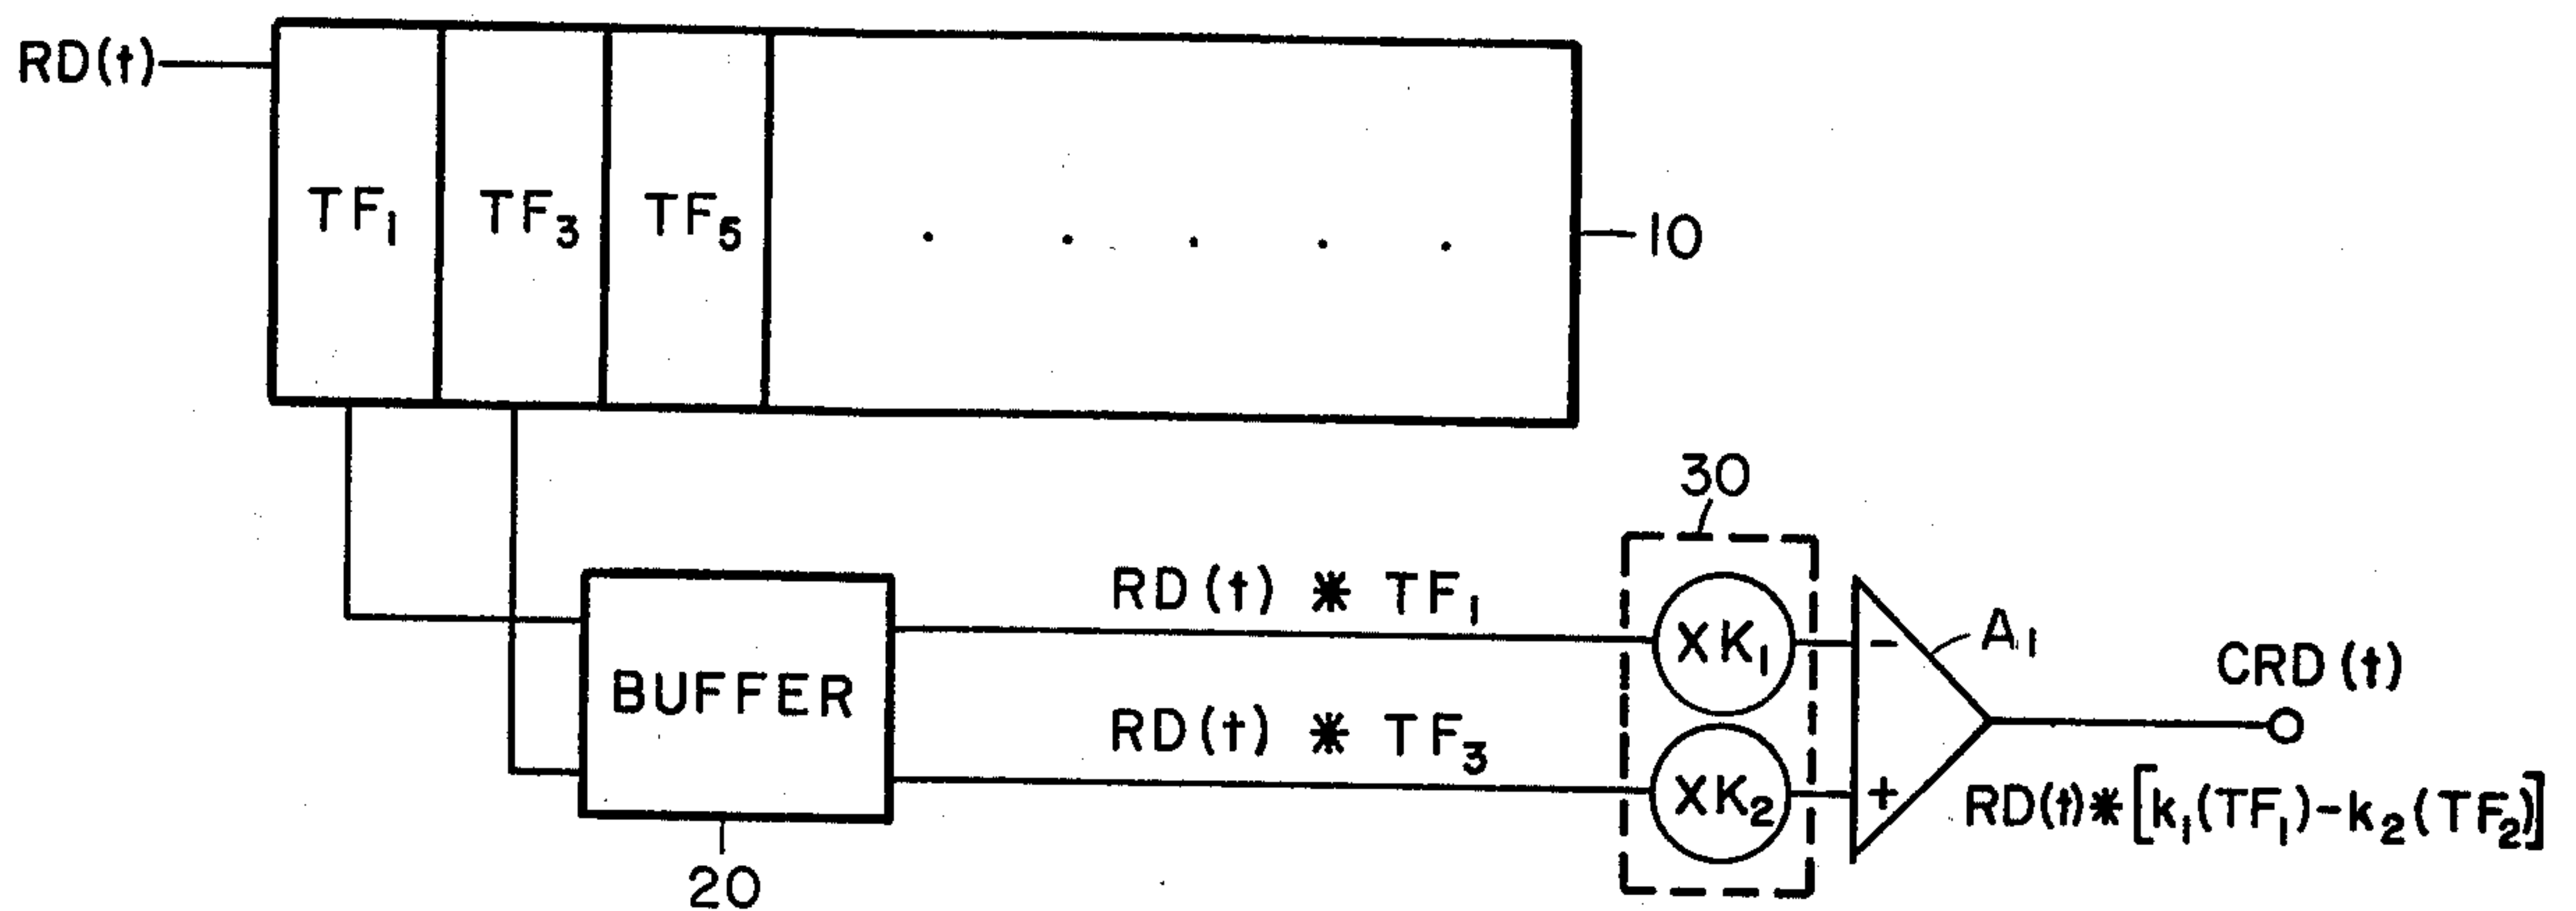 RD(t)
TF₁ TF₃ TF₅ . . . . .
10
30
RD(t) * TF₁
XK₁
-
A₁
CRD(t)
BUFFER
RD(t) * TF₃
XK₂
+
RD(t)*[k₁(TF₁)-k₂(TF₂)]
20